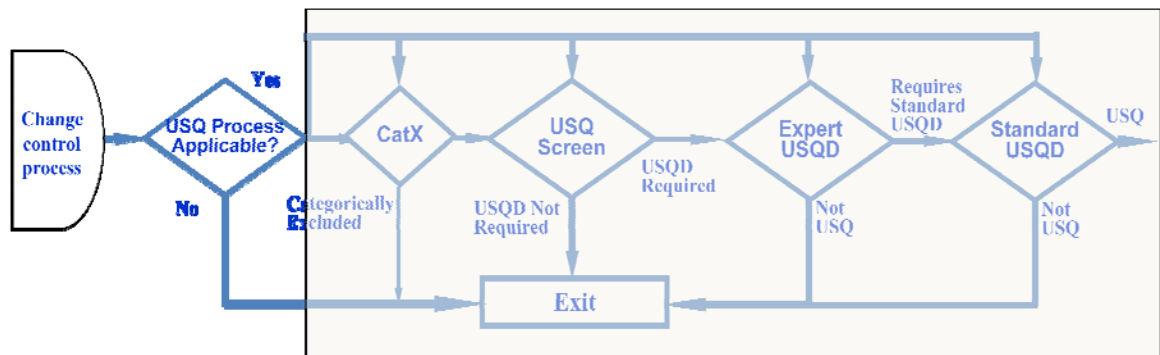 Change
control
process
Yes
USQ Process
Applicable?
No
CatX
Categorically
Excluded
USQ
Screen
USQD Not
Required
USQD
Required
Expert
USQD
Requires
Standard
USQD
Not
USQ
Standard
USQD
USQ
Not
USQ
Exit